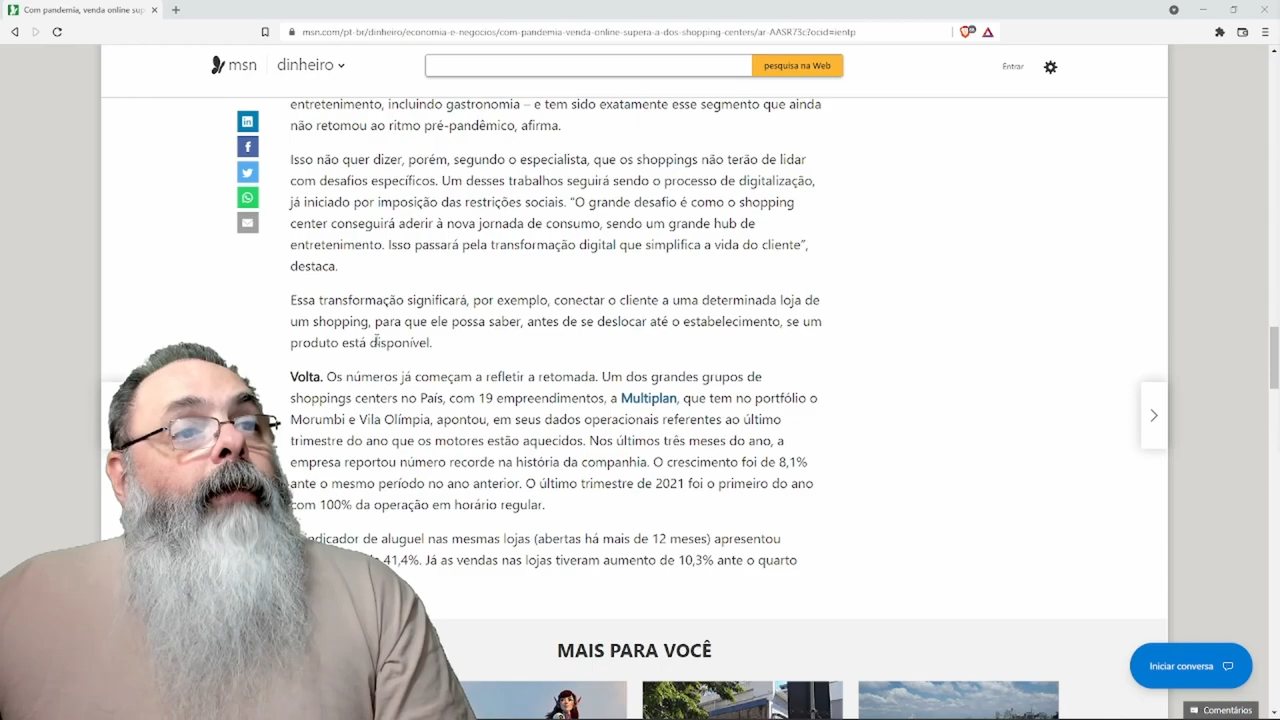 Com pandemia, venda online sup
msn.com/pt-br/dinheiro/economia-e-negocios/com-pandemia-venda-online-supera-a-dos-shopping-centers/ar-AASR73c?ocid=ientp
msn dinheiro pesquisa na Web Entrar
entretenimento, incluindo gastronomia – e tem sido exatamente esse segmento que ainda
não retomou ao ritmo pré-pandêmico, afirma.
Isso não quer dizer, porém, segundo o especialista, que os shoppings não terão de lidar
com desafios específicos. Um desses trabalhos seguirá sendo o processo de digitalização,
já iniciado por imposição das restrições sociais. “O grande desafio é como o shopping
center conseguirá aderir à nova jornada de consumo, sendo um grande hub de
entretenimento. Isso passará pela transformação digital que simplifica a vida do cliente”,
destaca.
Essa transformação significará, por exemplo, conectar o cliente a uma determinada loja de
um shopping, para que ele possa saber, antes de se deslocar até o estabelecimento, se um
produto está disponível.
Volta. Os números já começam a refletir a retomada. Um dos grandes grupos de
shoppings centers no País, com 19 empreendimentos, a Multiplan, que tem no portfólio o
Morumbi e Vila Olímpia, apontou, em seus dados operacionais referentes ao último
trimestre do ano que os motores estão aquecidos. Nos últimos três meses do ano, a
empresa reportou número recorde na história da companhia. O crescimento foi de 8,1%
ante o mesmo período no ano anterior. O último trimestre de 2021 foi o primeiro do ano
com 100% da operação em horário regular.
indicador de aluguel nas mesmas lojas (abertas há mais de 12 meses) apresentou
41,4%. Já as vendas nas lojas tiveram aumento de 10,3% ante o quarto
MAIS PARA VOCÊ
Iniciar conversa
Comentários